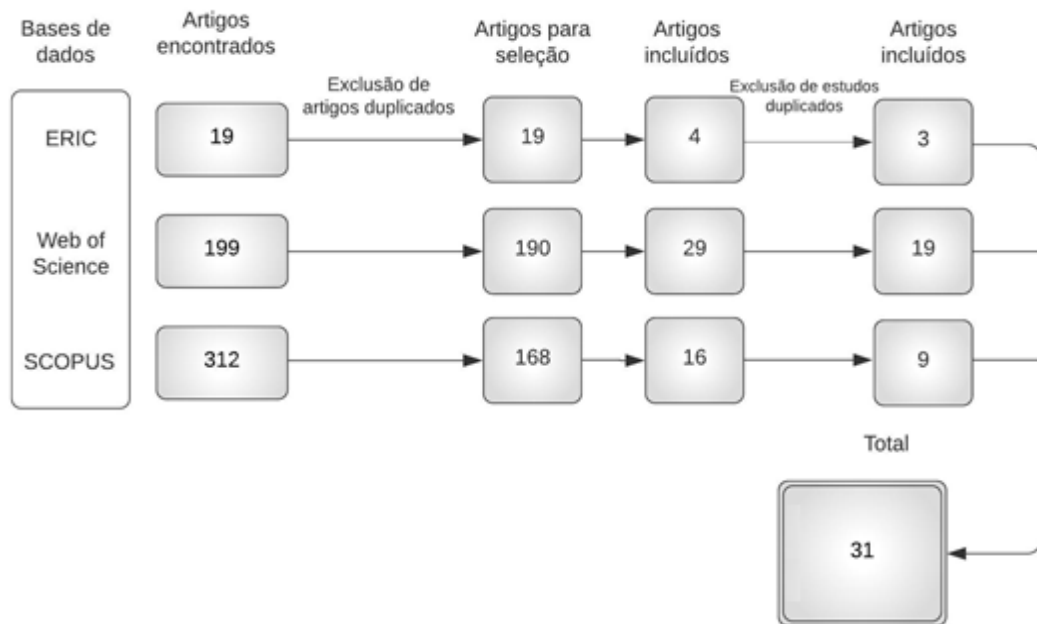 Bases de
dados
Artigos
encontrados
Artigos para
seleção
Artigos
incluídos
Artigos
incluídos
Exclusão de
artigos duplicados
Exclusão de estudos
duplicados
ERIC
19
19
4
3
Web of
Science
199
190
29
19
SCOPUS
312
168
16
9
Total
31